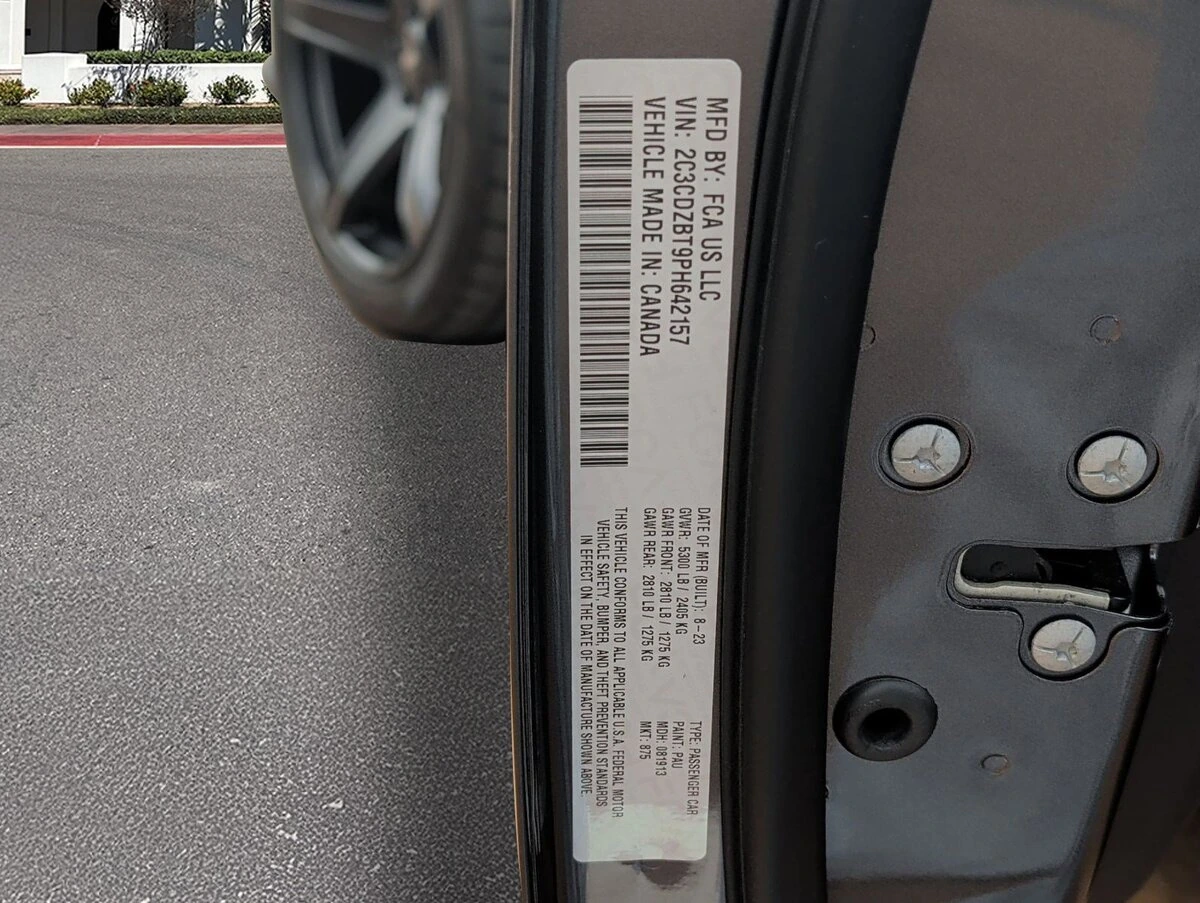 MFD BY: FCA US LLC
VIN: 2C3CDZBT9PH642157
VEHICLE MADE IN: CANADA
DATE OF MFR (BUILT): 8-23
GVWR: 5300 LB / 2405 KG
GAWR FRONT: 2810 LB / 1275 KG
GAWR REAR: 2810 LB / 1275 KG
THIS VEHICLE CONFORMS TO ALL APPLICABLE U.S.A. FEDERAL MOTOR
VEHICLE SAFETY, BUMPER, AND THEFT PREVENTION STANDARDS
IN EFFECT ON THE DATE OF MANUFACTURE SHOWN ABOVE.
TYPE: PASSENGER CAR
PAINT: PAU
MDH: 081913
MKT: 875